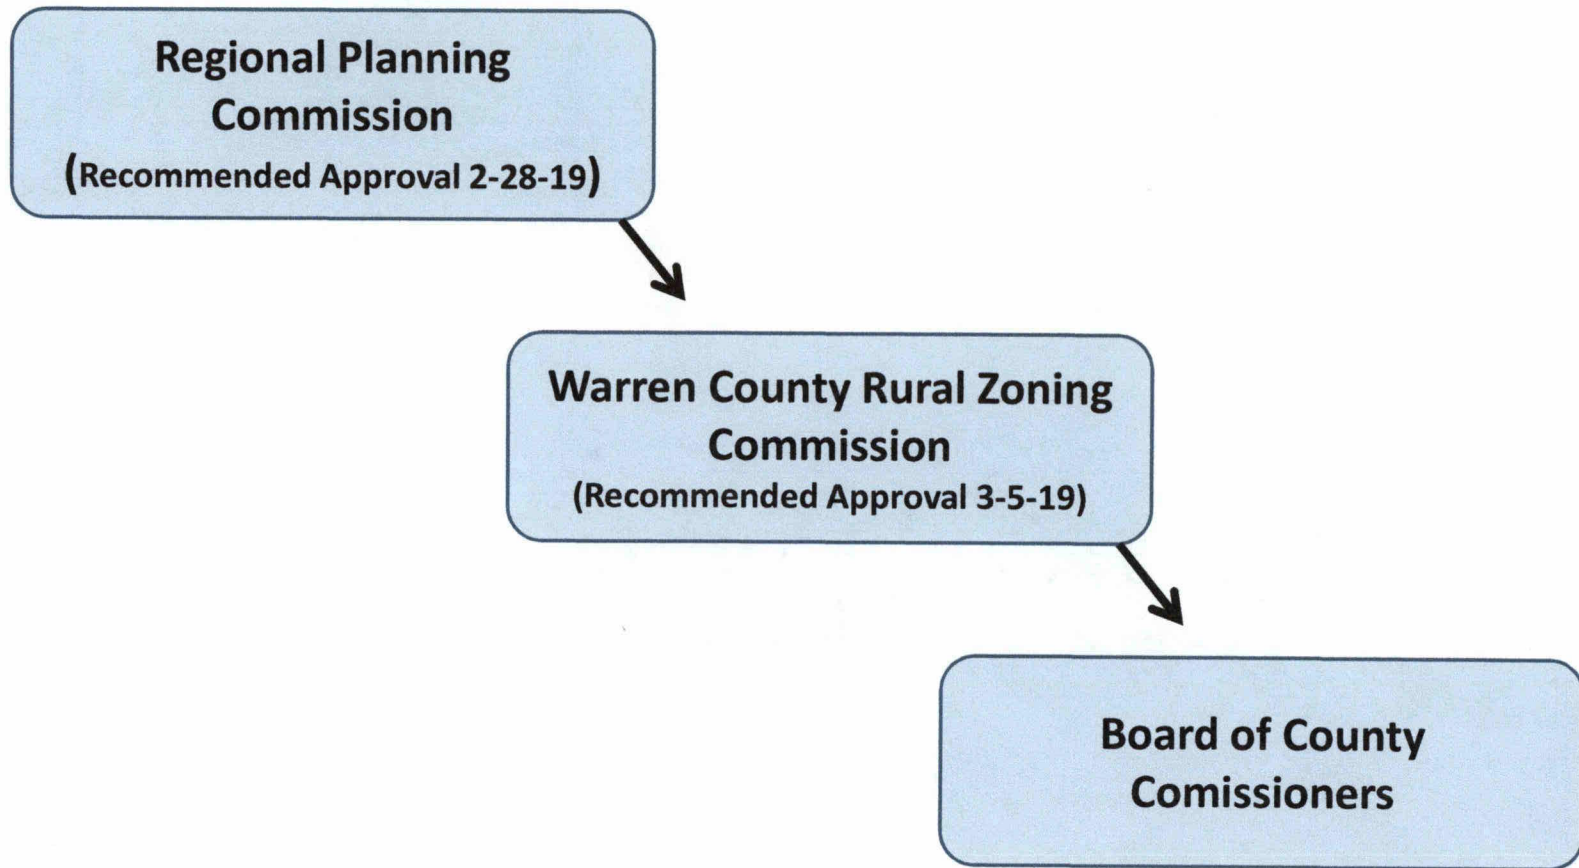 Regional Planning
Commission
(Recommended Approval 2-28-19)
Warren County Rural Zoning
Commission
(Recommended Approval 3-5-19)
Board of County
Comissioners